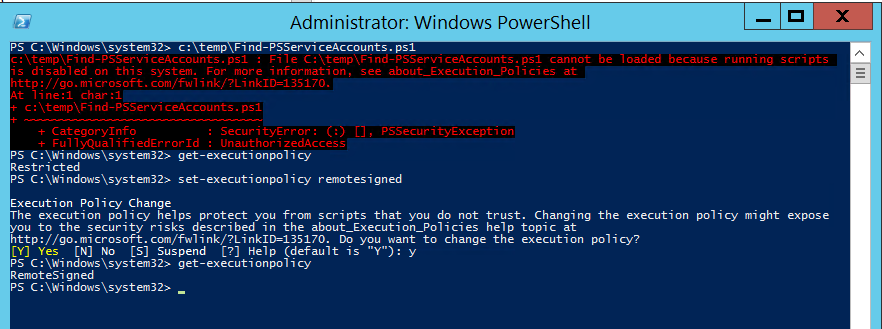 Administrator: Windows PowerShell
PS C:\Windows\system32> c:\temp\Find-PSServiceAccounts.ps1
c:\temp\Find-PSServiceAccounts.ps1 : File C:\temp\Find-PSServiceAccounts.ps1 cannot be loaded because running scripts
is disabled on this system. For more information, see about_Execution_Policies at
http://go.microsoft.com/fwlink/?LinkID=135170.
At line:1 char:1
+ c:\temp\Find-PSServiceAccounts.ps1
+ ~~~~~~~~~~~~~~~~~~~~~~~~~~~~~~~~~~
    + CategoryInfo          : SecurityError: (:) [], PSSecurityException
    + FullyQualifiedErrorId : UnauthorizedAccess
PS C:\Windows\system32> get-executionpolicy
Restricted
PS C:\Windows\system32> set-executionpolicy remotesigned

Execution Policy Change
The execution policy helps protect you from scripts that you do not trust. Changing the execution policy might expose
you to the security risks described in the about_Execution_Policies help topic at
http://go.microsoft.com/fwlink/?LinkID=135170. Do you want to change the execution policy?
[Y] Yes  [N] No  [S] Suspend  [?] Help (default is "Y"): y
PS C:\Windows\system32> get-executionpolicy
RemoteSigned
PS C:\Windows\system32> _